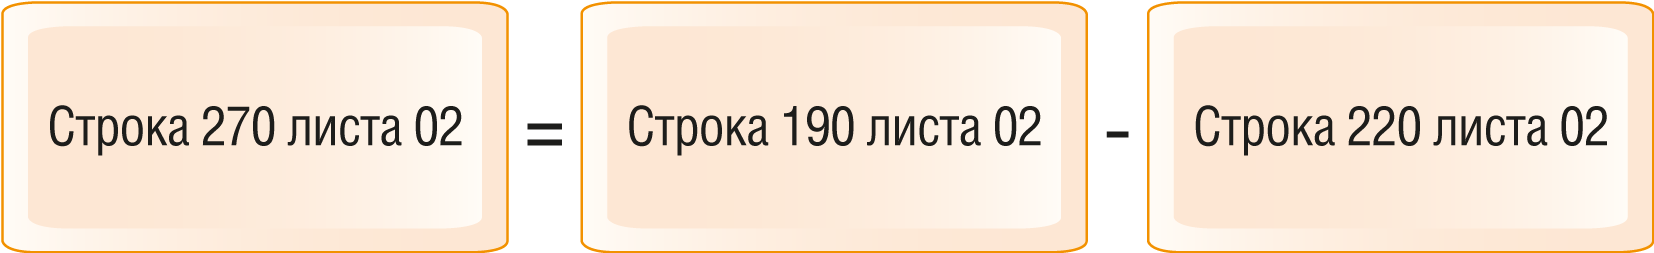 Строка 270 листа 02 = Строка 190 листа 02 - Строка 220 листа 02